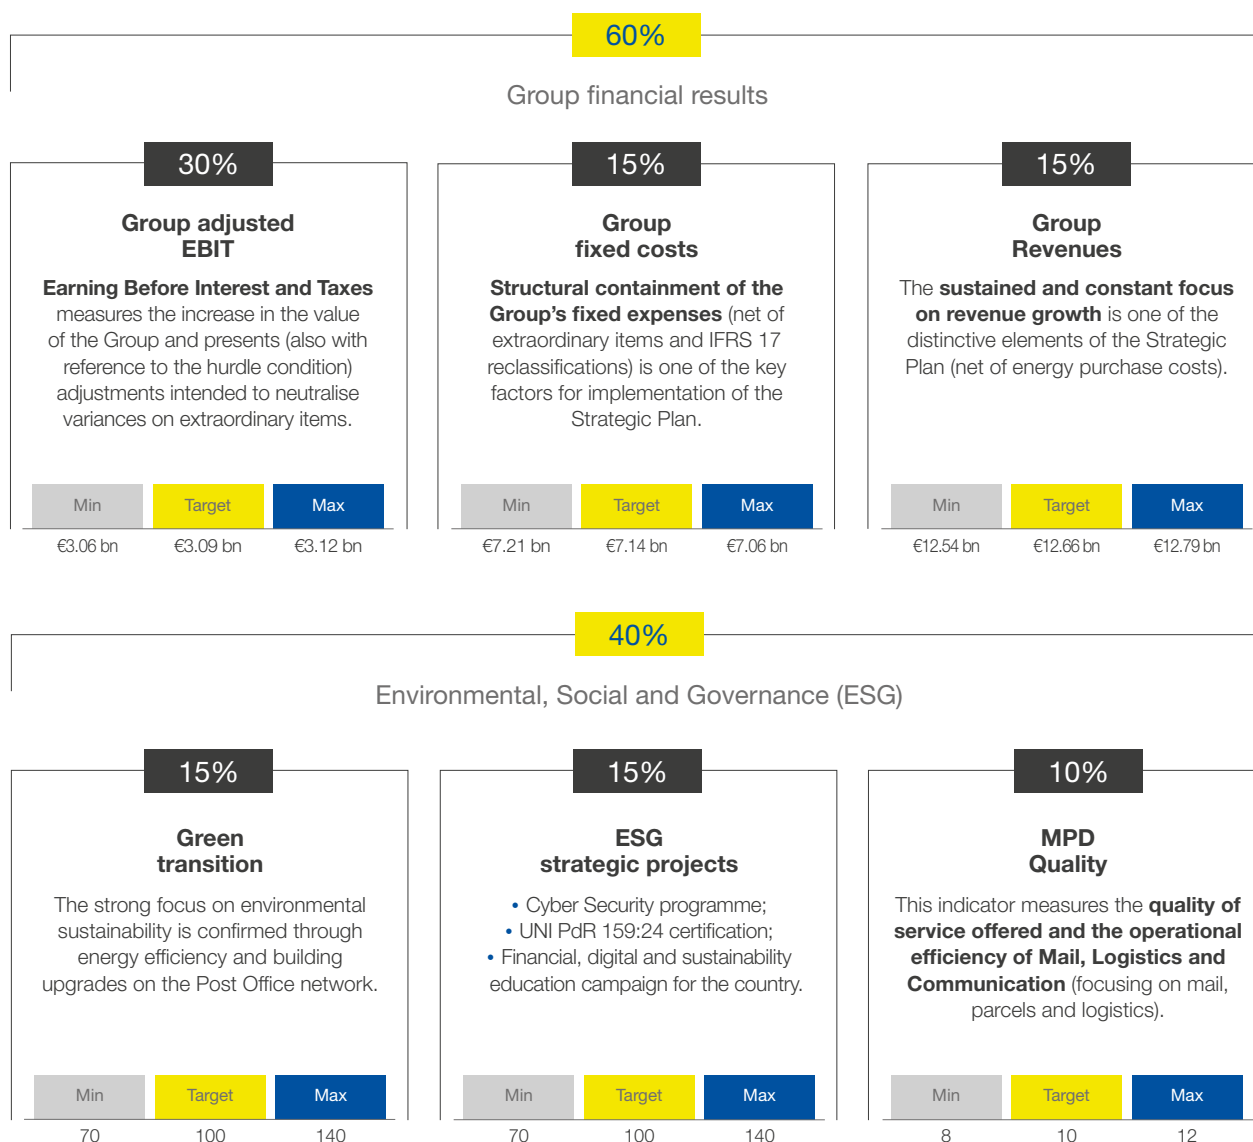 60%
Group financial results
30%
Group adjusted
EBIT
Earning Before Interest and Taxes
measures the increase in the value
of the Group and presents (also with
reference to the hurdle condition)
adjustments intended to neutralise
variances on extraordinary items.
Min
Target
Max
€3.06 bn
€3.09 bn
€3.12 bn
15%
Group
fixed costs
Structural containment of the
Group's fixed expenses (net of
extraordinary items and IFRS 17
reclassifications) is one of the key
factors for implementation of the
Strategic Plan.
Min
Target
Max
€7.21 bn
€7.14 bn
€7.06 bn
15%
Group
Revenues
The sustained and constant focus
on revenue growth is one of the
distinctive elements of the Strategic
Plan (net of energy purchase costs).
Min
Target
Max
€12.54 bn
€12.66 bn
€12.79 bn
40%
Environmental, Social and Governance (ESG)
15%
Green
transition
The strong focus on environmental
sustainability is confirmed through
energy efficiency and building
upgrades on the Post Office network.
Min
Target
Max
70
100
140
15%
ESG
strategic projects
• Cyber Security programme;
• UNI PdR 159:24 certification;
• Financial, digital and sustainability
education campaign for the country.
Min
Target
Max
70
100
140
10%
MPD
Quality
This indicator measures the quality of
service offered and the operational
efficiency of Mail, Logistics and
Communication (focusing on mail,
parcels and logistics).
Min
Target
Max
8
10
12